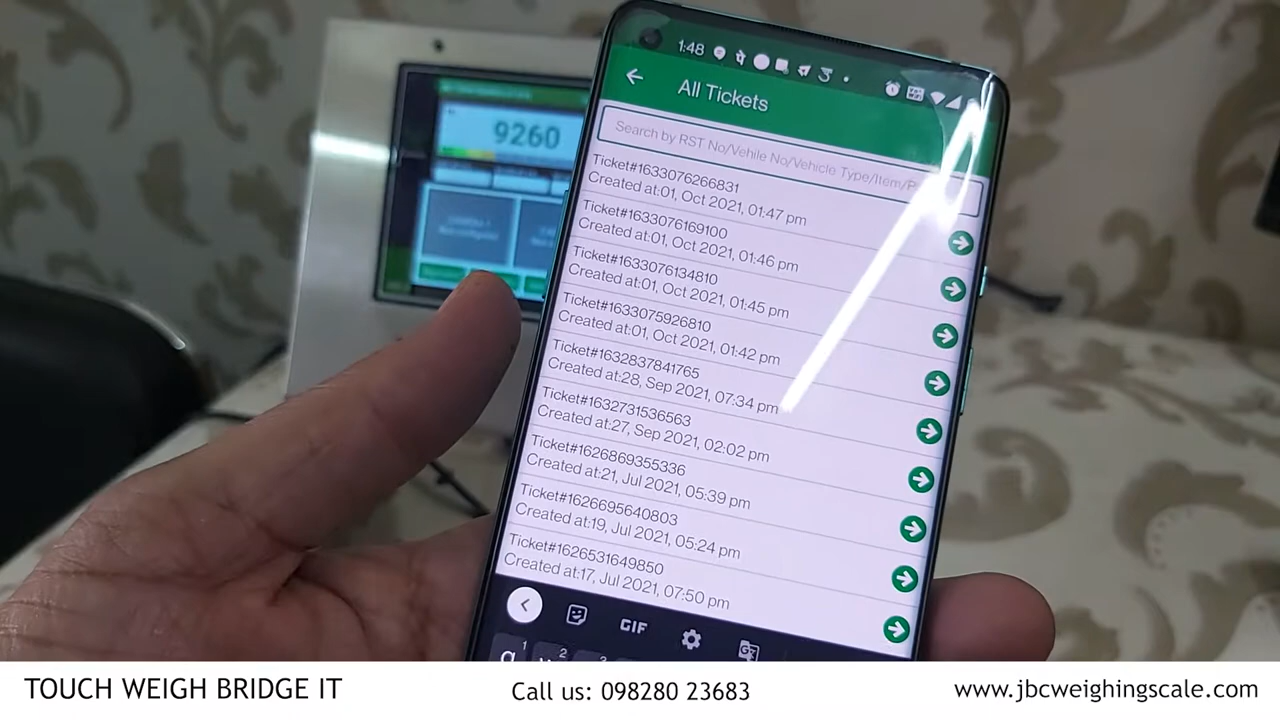 1:48
All Tickets
Search by RST No/Vehile No/Vehicle Type/Item/P
Ticket#1633076266831
Created at:01, Oct 2021, 01:47 pm
Ticket#1633076169100
Created at:01, Oct 2021, 01:46 pm
Ticket#1633076134810
Created at:01, Oct 2021, 01:45 pm
Ticket#1633075926810
Created at:01, Oct 2021, 01:42 pm
Ticket#1632837841765
Created at:28, Sep 2021, 07:34 pm
Ticket#1632731536563
Created at:27, Sep 2021, 02:02 pm
Ticket#1626869355336
Created at:21, Jul 2021, 05:39 pm
Ticket#1626695640803
Created at:19, Jul 2021, 05:24 pm
Ticket#1626531649850
Created at:17, Jul 2021, 07:50 pm
GIF
9260
TOUCH WEIGH BRIDGE IT
Call us: 098280 23683
www.jbcweighingscale.com